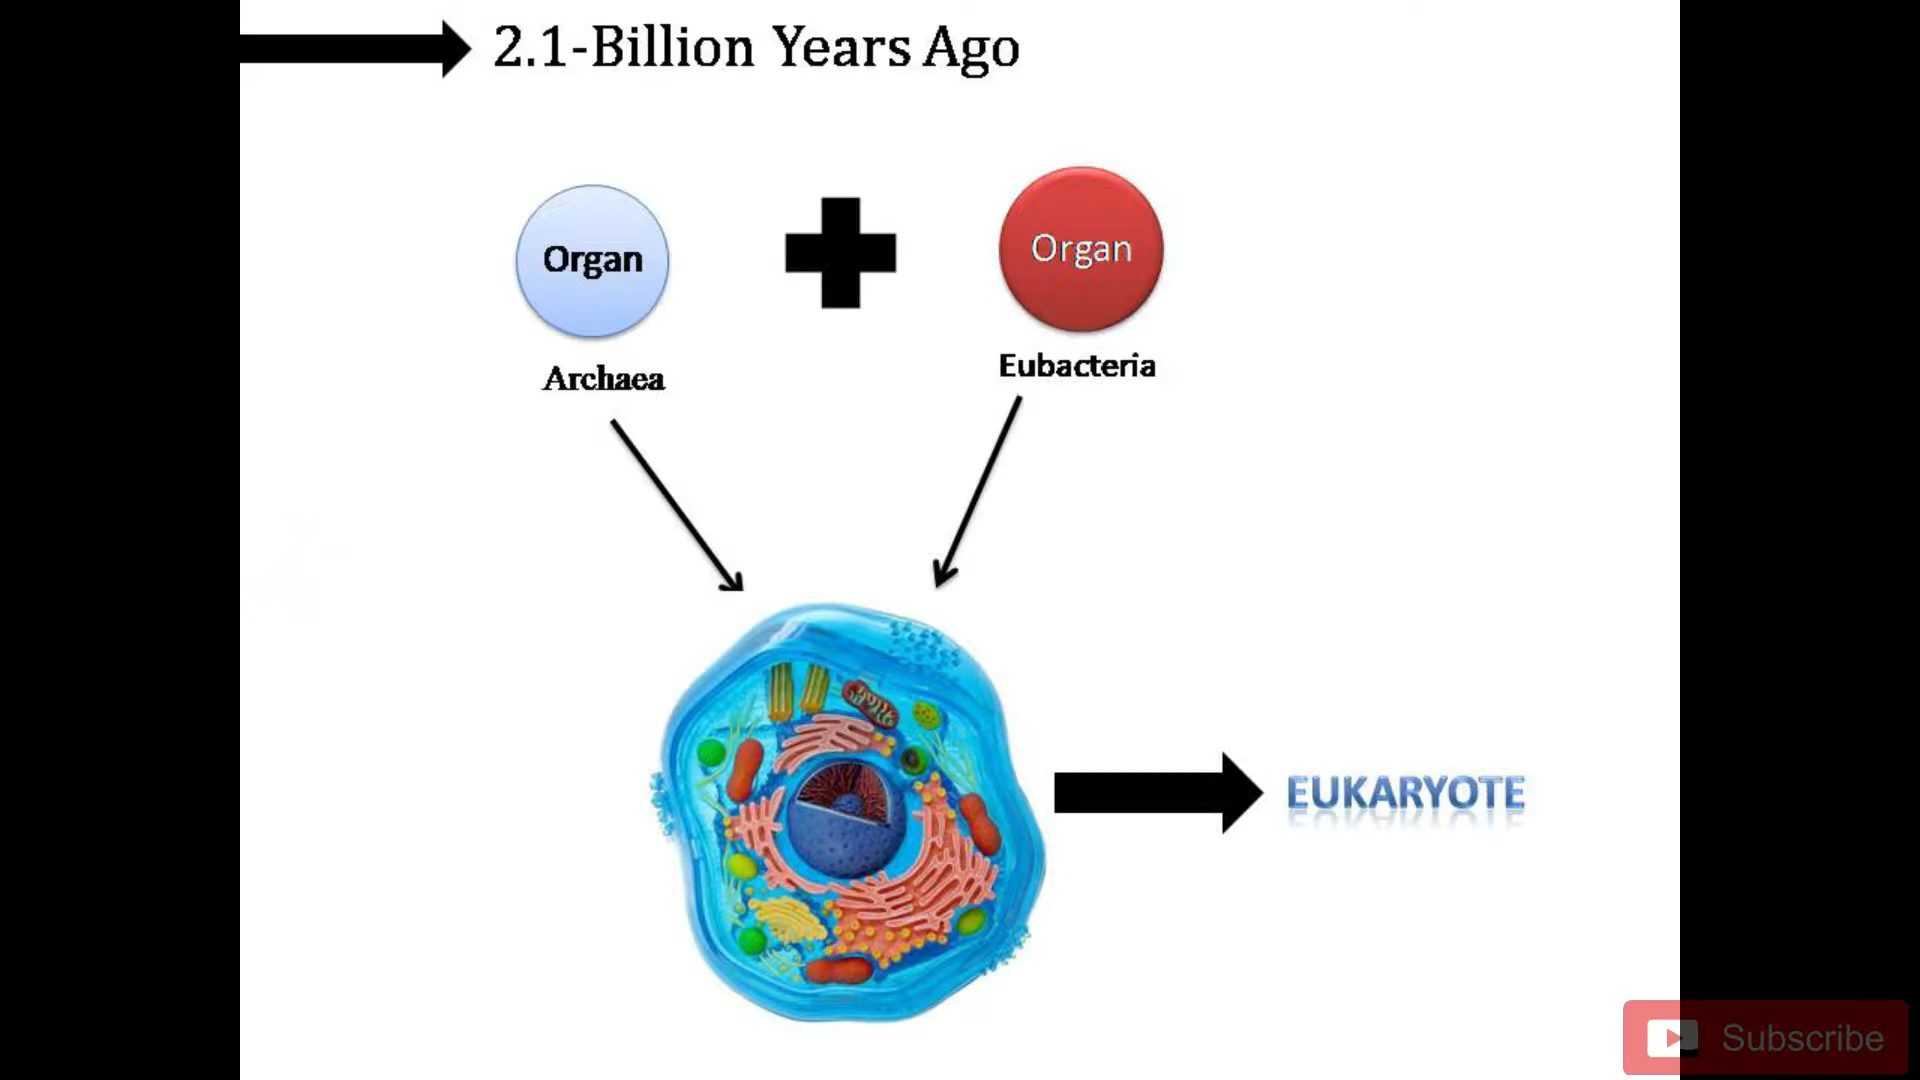 2.1-Billion Years Ago
Organ
Organ
Archaea
Eubacteria
EUKARYOTE
Subscribe